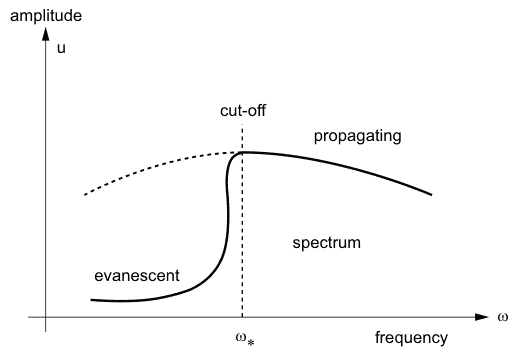 amplitude
u
cut-off
propagating
spectrum
evanescent
ω
ω*
frequency